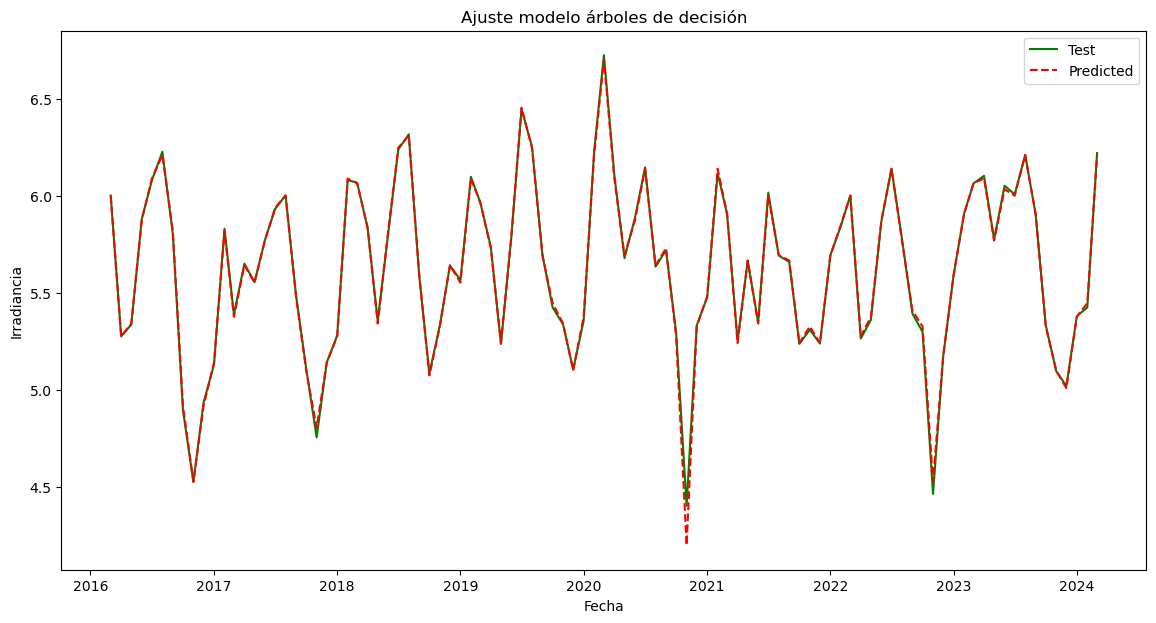 Ajuste modelo árboles de decisión
Test
Predicted
Irradiancia
6.5
6.0
5.5
5.0
4.5
2016 2017 2018 2019 2020 2021 2022 2023 2024
Fecha